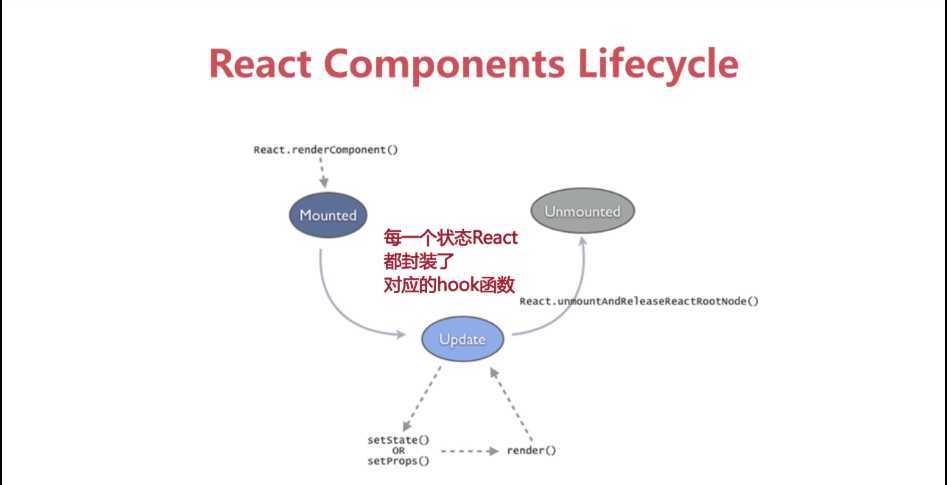 React Components Lifecycle
React.renderComponent()
Mounted
Unmounted
每一个状态React
都封装了
对应的hook函数
React.unmountAndReleaseReactRootNode()
Update
setState()
OR
setProps()
render()